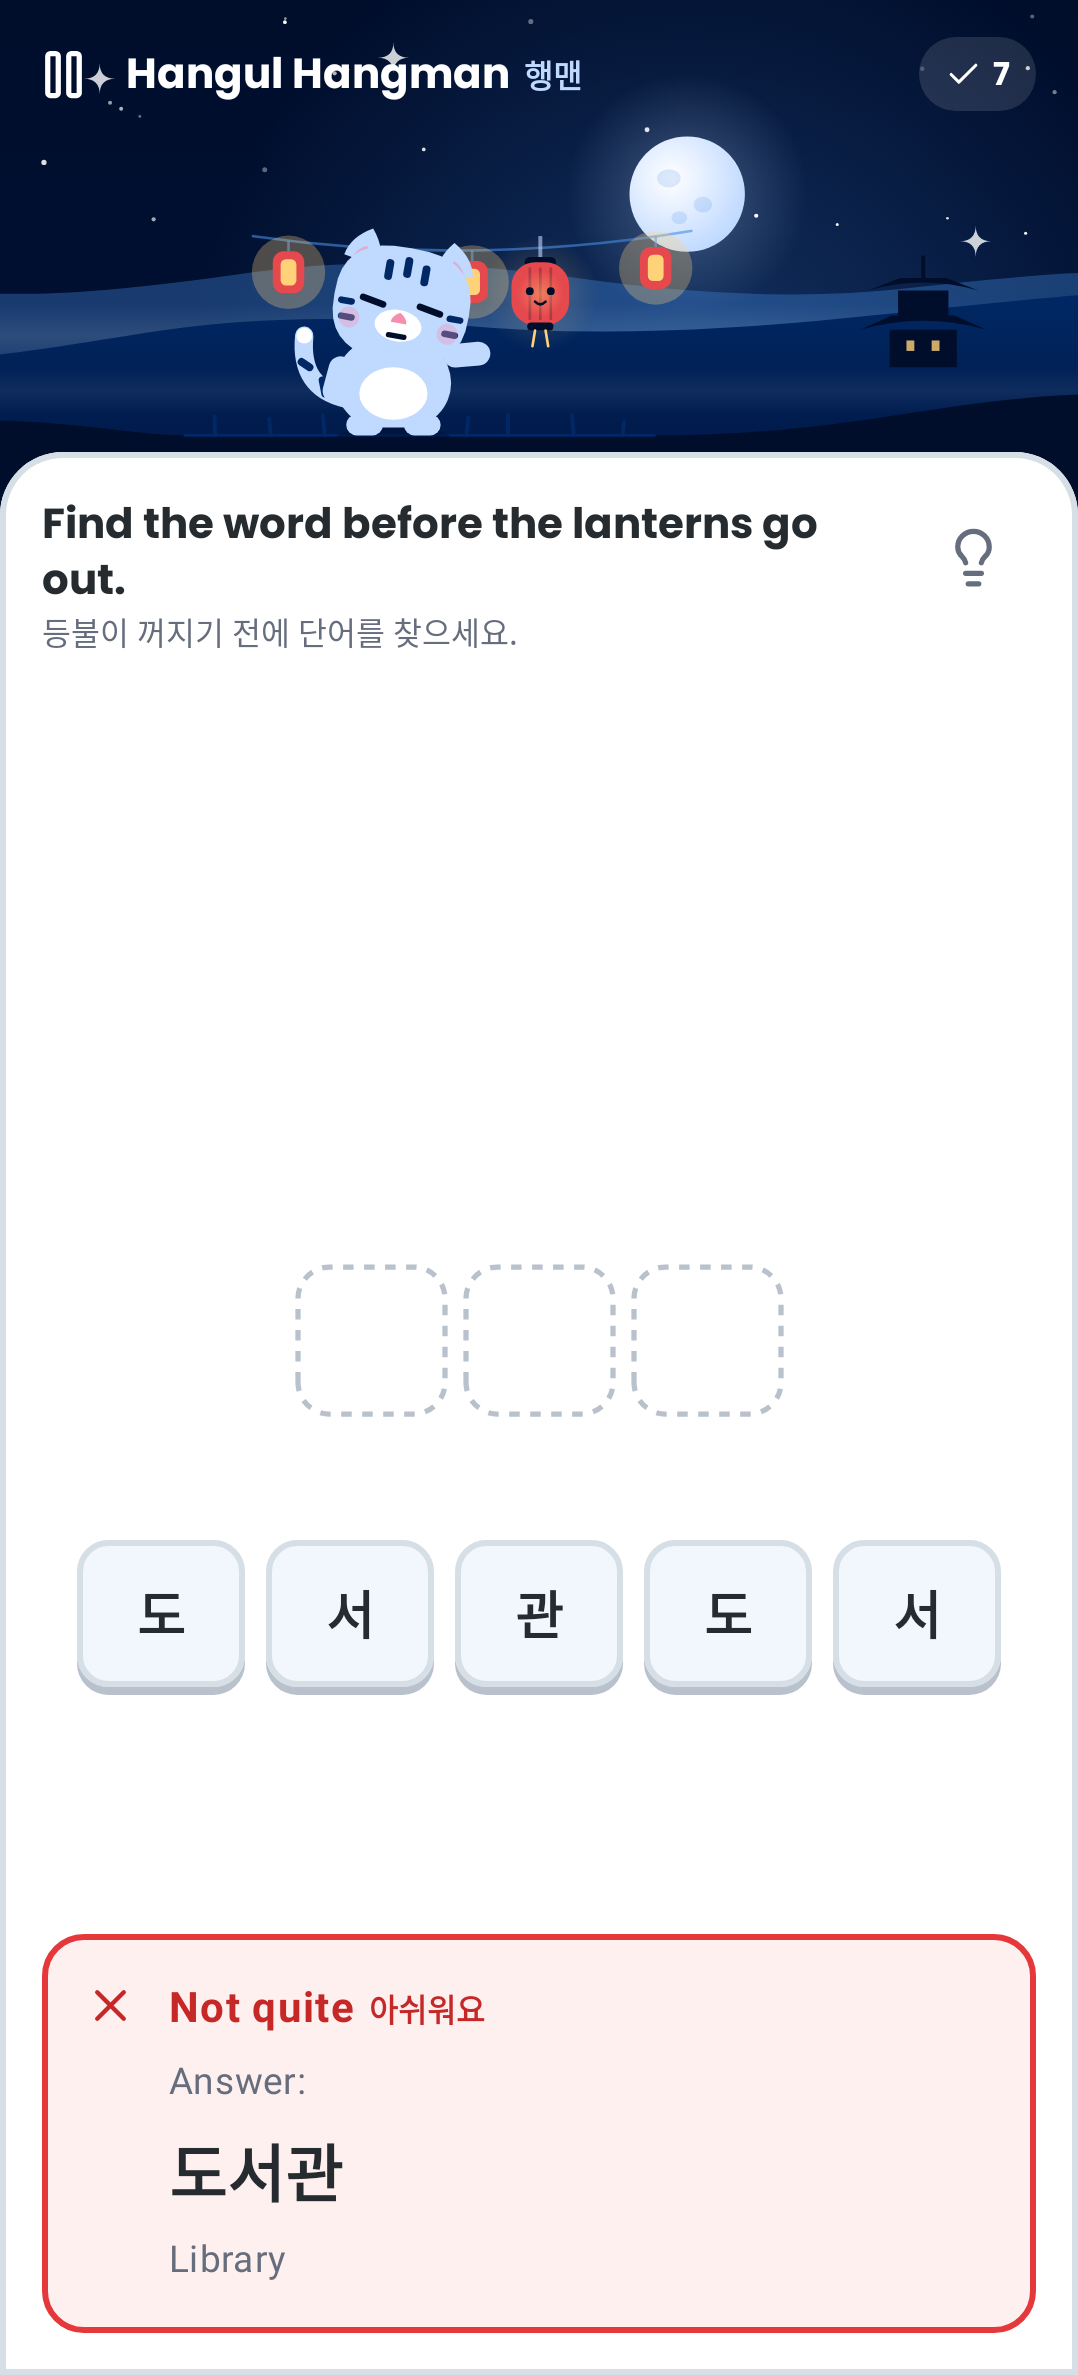 Hangul Hangman 행맨
7
Find the word before the lanterns go
out.
등불이 꺼지기 전에 단어를 찾으세요.
도 서 관 도 서
Not quite 아쉬워요
Answer:
도서관
Library